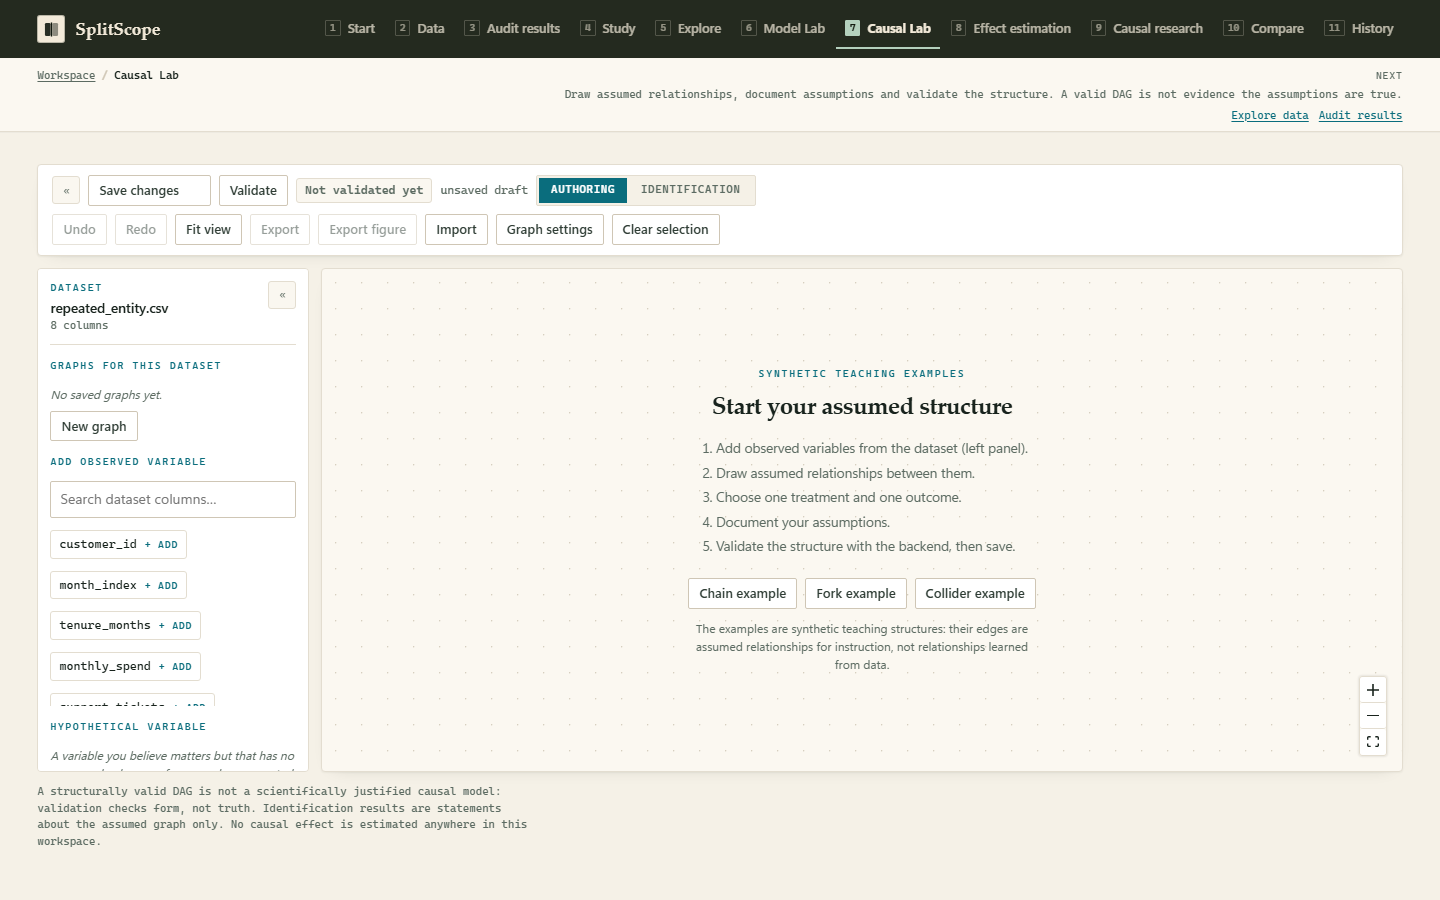 SplitScope
1 Start
2 Data
3 Audit results
4 Study
5 Explore
6 Model Lab
7 Causal Lab
8 Effect estimation
9 Causal research
10 Compare
11 History
Workspace / Causal Lab
NEXT
Draw assumed relationships, document assumptions and validate the structure. A valid DAG is not evidence the assumptions are true.
Explore data Audit results
« Save changes Validate Not validated yet unsaved draft AUTHORING IDENTIFICATION
Undo Redo Fit view Export Export figure Import Graph settings Clear selection
DATASET
«
repeated_entity.csv
8 columns
GRAPHS FOR THIS DATASET
No saved graphs yet.
New graph
ADD OBSERVED VARIABLE
Search dataset columns...
customer_id + ADD
month_index + ADD
tenure_months + ADD
monthly_spend + ADD
support_tickets + ADD
HYPOTHETICAL VARIABLE
A variable you believe matters but that has no
SYNTHETIC TEACHING EXAMPLES
Start your assumed structure
1. Add observed variables from the dataset (left panel).
2. Draw assumed relationships between them.
3. Choose one treatment and one outcome.
4. Document your assumptions.
5. Validate the structure with the backend, then save.
Chain example Fork example Collider example
The examples are synthetic teaching structures: their edges are
assumed relationships for instruction, not relationships learned
from data.
A structurally valid DAG is not a scientifically justified causal model:
validation checks form, not truth. Identification results are statements
about the assumed graph only. No causal effect is estimated anywhere in this
workspace.